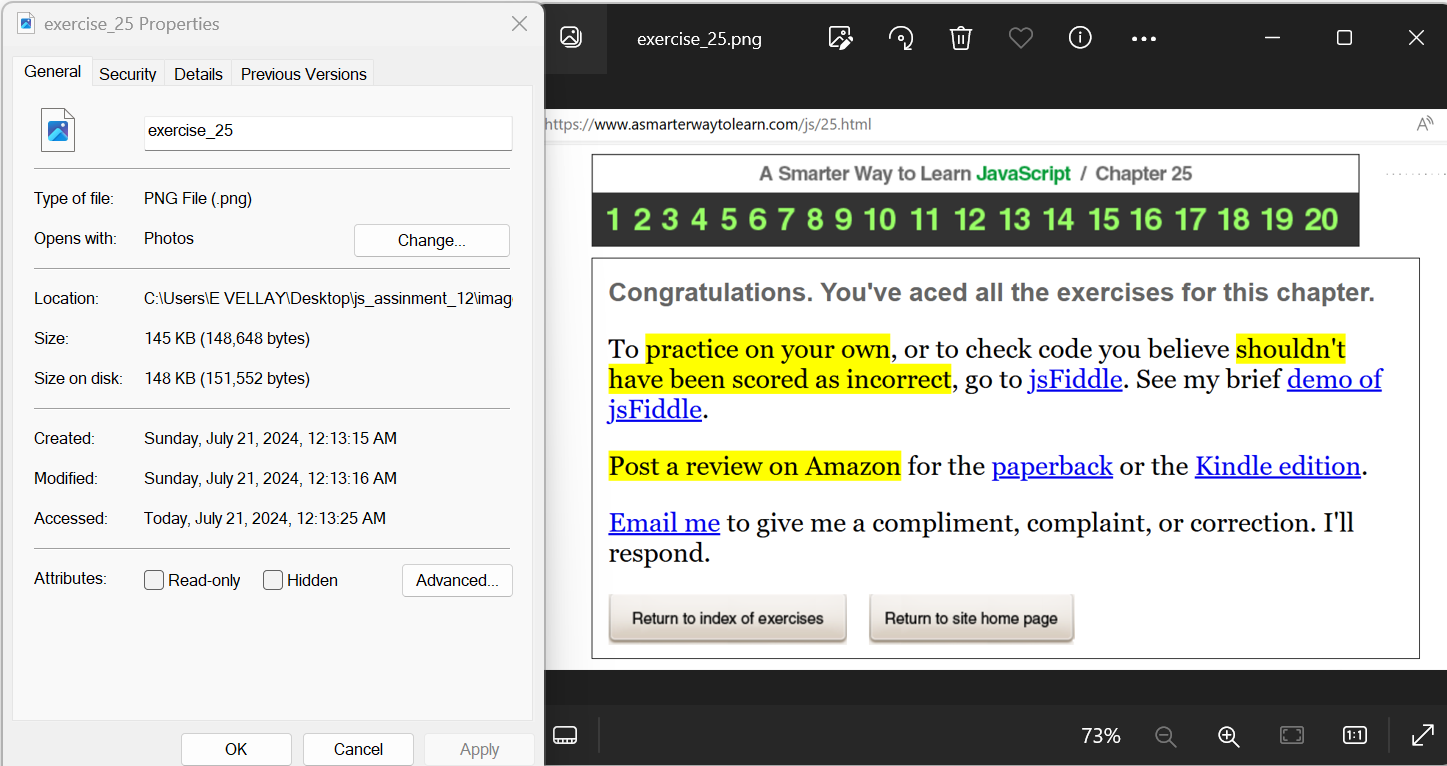 exercise_25 Properties
General Security Details Previous Versions
exercise_25
Type of file: PNG File (.png)
Opens with: Photos Change...
Location: C:\Users\E VELLAY\Desktop\js_assinment_12\imag
Size: 145 KB (148,648 bytes)
Size on disk: 148 KB (151,552 bytes)
Created: Sunday, July 21, 2024, 12:13:15 AM
Modified: Sunday, July 21, 2024, 12:13:16 AM
Accessed: Today, July 21, 2024, 12:13:25 AM
Attributes: Read-only Hidden Advanced...
OK Cancel Apply
exercise_25.png
https://www.asmarterwaytolearn.com/js/25.html
A Smarter Way to Learn JavaScript / Chapter 25
1 2 3 4 5 6 7 8 9 10 11 12 13 14 15 16 17 18 19 20
Congratulations. You've aced all the exercises for this chapter.
To practice on your own, or to check code you believe shouldn't
have been scored as incorrect, go to jsFiddle. See my brief demo of
jsFiddle.
Post a review on Amazon for the paperback or the Kindle edition.
Email me to give me a compliment, complaint, or correction. I'll
respond.
Return to index of exercises Return to site home page
73% 1:1